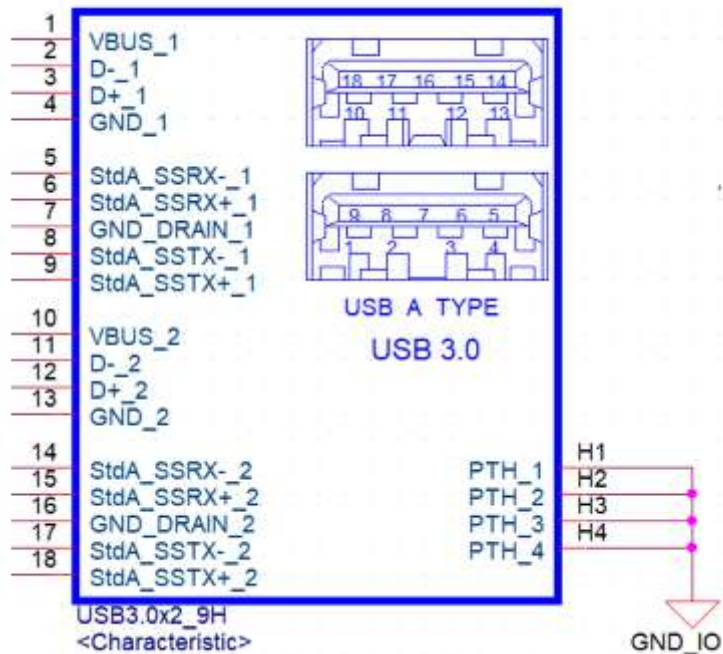 1 VBUS_1
2 D-_1
3 D+_1
4 GND_1
5 StdA_SSRX-_1
6 StdA_SSRX+_1
7 GND_DRAIN_1
8 StdA_SSTX-_1
9 StdA_SSTX+_1
10 VBUS_2
11 D-_2
12 D+_2
13 GND_2
14 StdA_SSRX-_2
15 StdA_SSRX+_2
16 GND_DRAIN_2
17 StdA_SSTX-_2
18 StdA_SSTX+_2
18 17 16 15 14
10 11 12 13
9 8 7 6 5
1 2 3 4
USB A TYPE
USB 3.0
PTH_1 H1
PTH_2 H2
PTH_3 H3
PTH_4 H4
GND_IO
USB3.0x2_9H
<Characteristic>